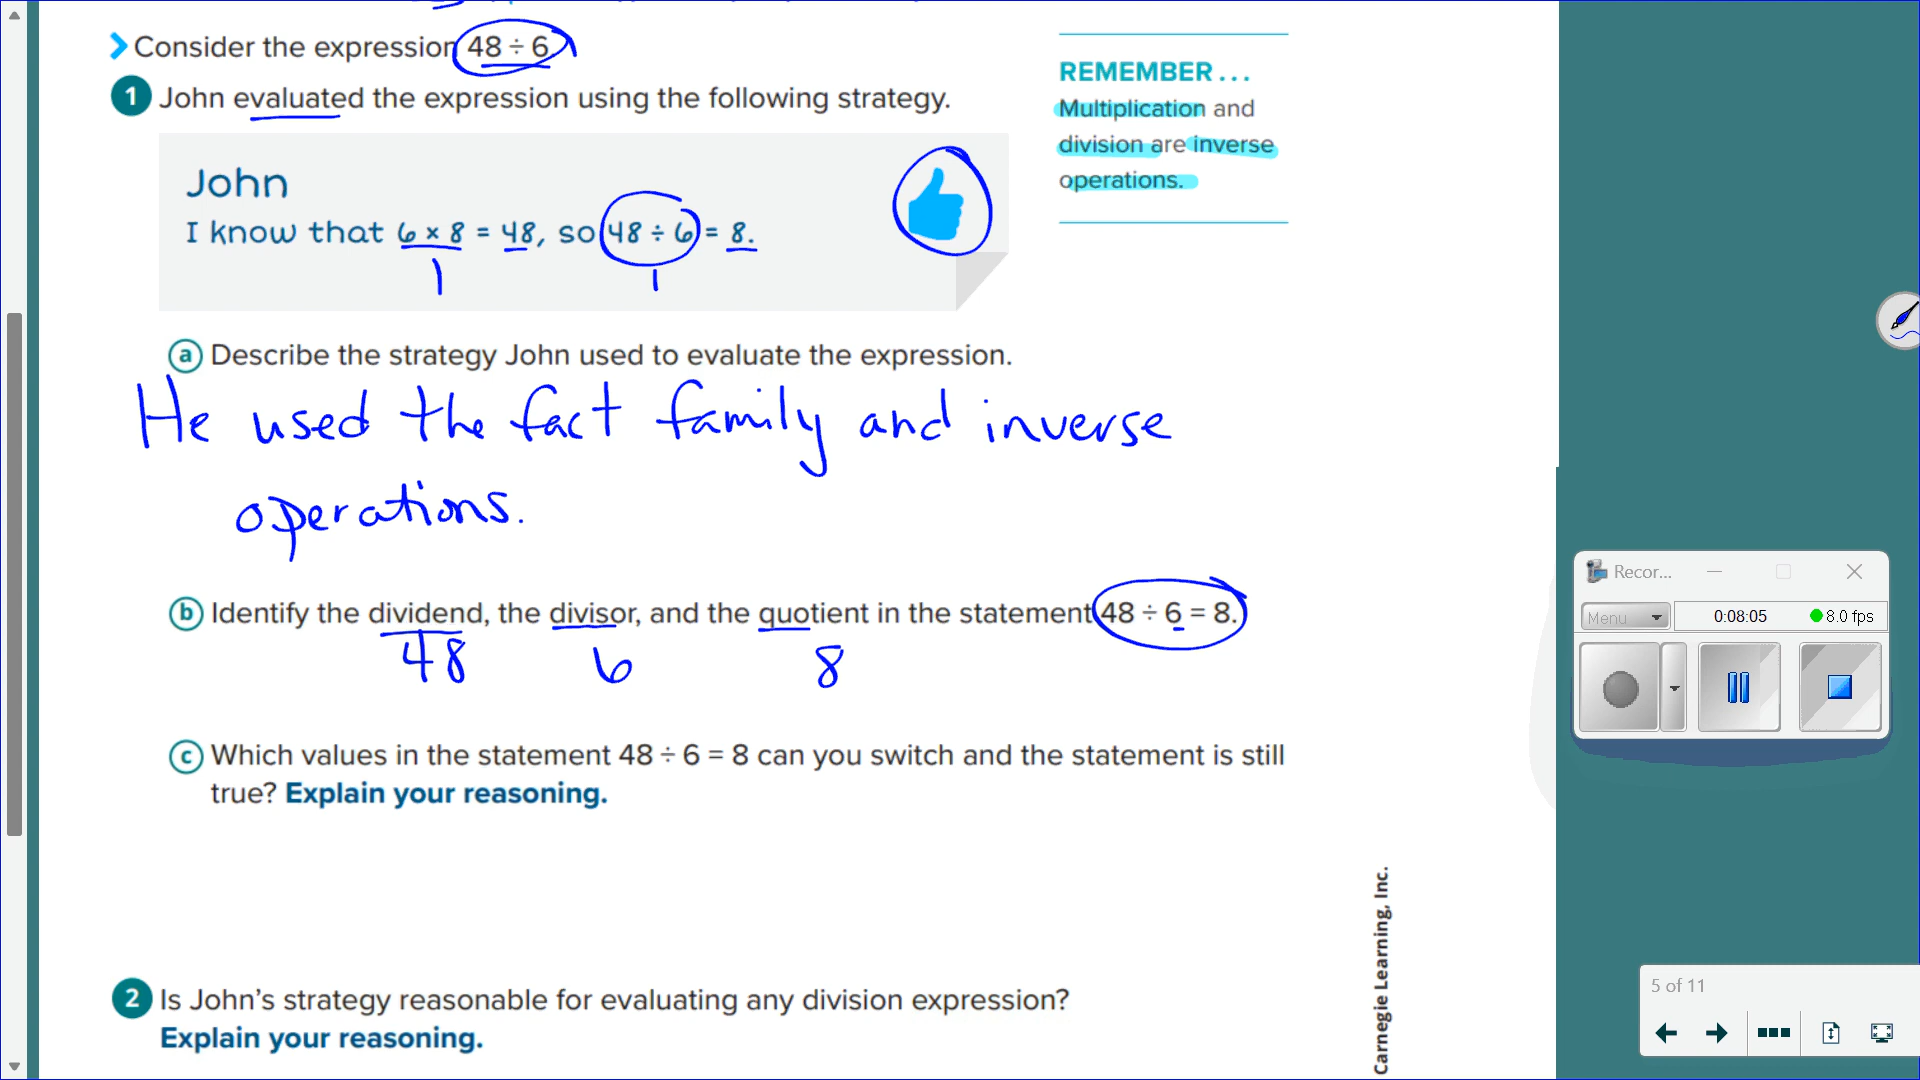 Consider the expression 48 ÷ 6.
1 John evaluated the expression using the following strategy.
John
I know that 6 × 8 = 48, so 48 ÷ 6 = 8.
1 1
REMEMBER . . .
Multiplication and
division are inverse
operations.
a Describe the strategy John used to evaluate the expression.
He used the fact family and inverse
operations.
b Identify the dividend, the divisor, and the quotient in the statement 48 ÷ 6 = 8.
48 6 8
c Which values in the statement 48 ÷ 6 = 8 can you switch and the statement is still
true? Explain your reasoning.
2 Is John’s strategy reasonable for evaluating any division expression?
Explain your reasoning.
Carnegie Learning, Inc.
Recor...
Menu 0:08:05 8.0 fps
5 of 11